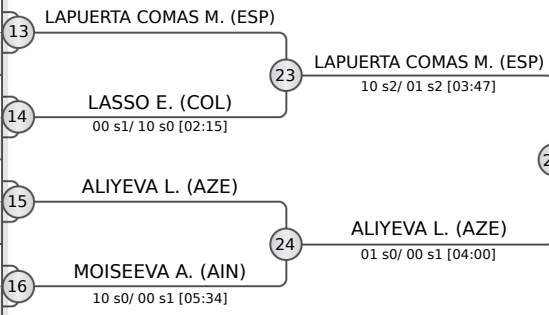 13
LAPUERTA COMAS M. (ESP)
23
LAPUERTA COMAS M. (ESP)
10 s2/ 01 s2 [03:47]
14
LASSO E. (COL)
00 s1/ 10 s0 [02:15]
15
ALIYEVA L. (AZE)
24
ALIYEVA L. (AZE)
01 s0/ 00 s1 [04:00]
16
MOISEEVA A. (AIN)
10 s0/ 00 s1 [05:34]